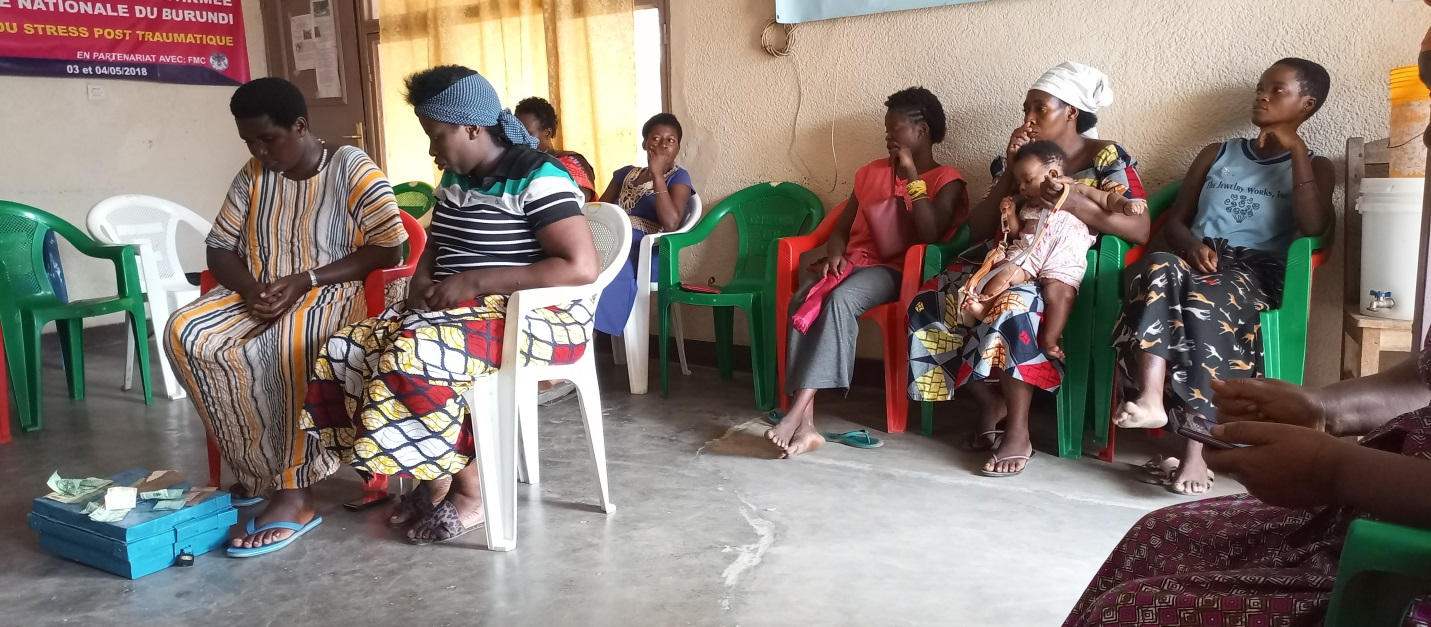 E NATIONALE DU BURUNDI
DU STRESS POST TRAUMATIQUE
EN PARTENARIAT AVEC: FMC
03 et 04/05/2018
The Jewelry Works, Inc.